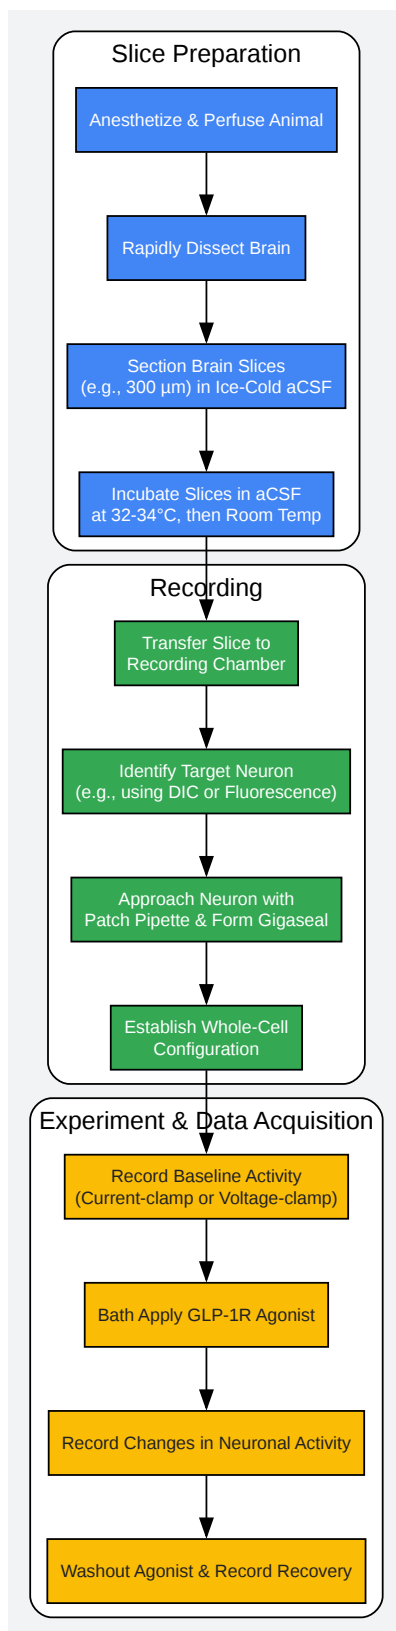 Slice Preparation
Anesthetize & Perfuse Animal
Rapidly Dissect Brain
Section Brain Slices
(e.g., 300 µm) in Ice-Cold aCSF
Incubate Slices in aCSF
at 32-34°C, then Room Temp
Recording
Transfer Slice to
Recording Chamber
Identify Target Neuron
(e.g., using DIC or Fluorescence)
Approach Neuron with
Patch Pipette & Form Gigaseal
Establish Whole-Cell
Configuration
Experiment & Data Acquisition
Record Baseline Activity
(Current-clamp or Voltage-clamp)
Bath Apply GLP-1R Agonist
Record Changes in Neuronal Activity
Washout Agonist & Record Recovery